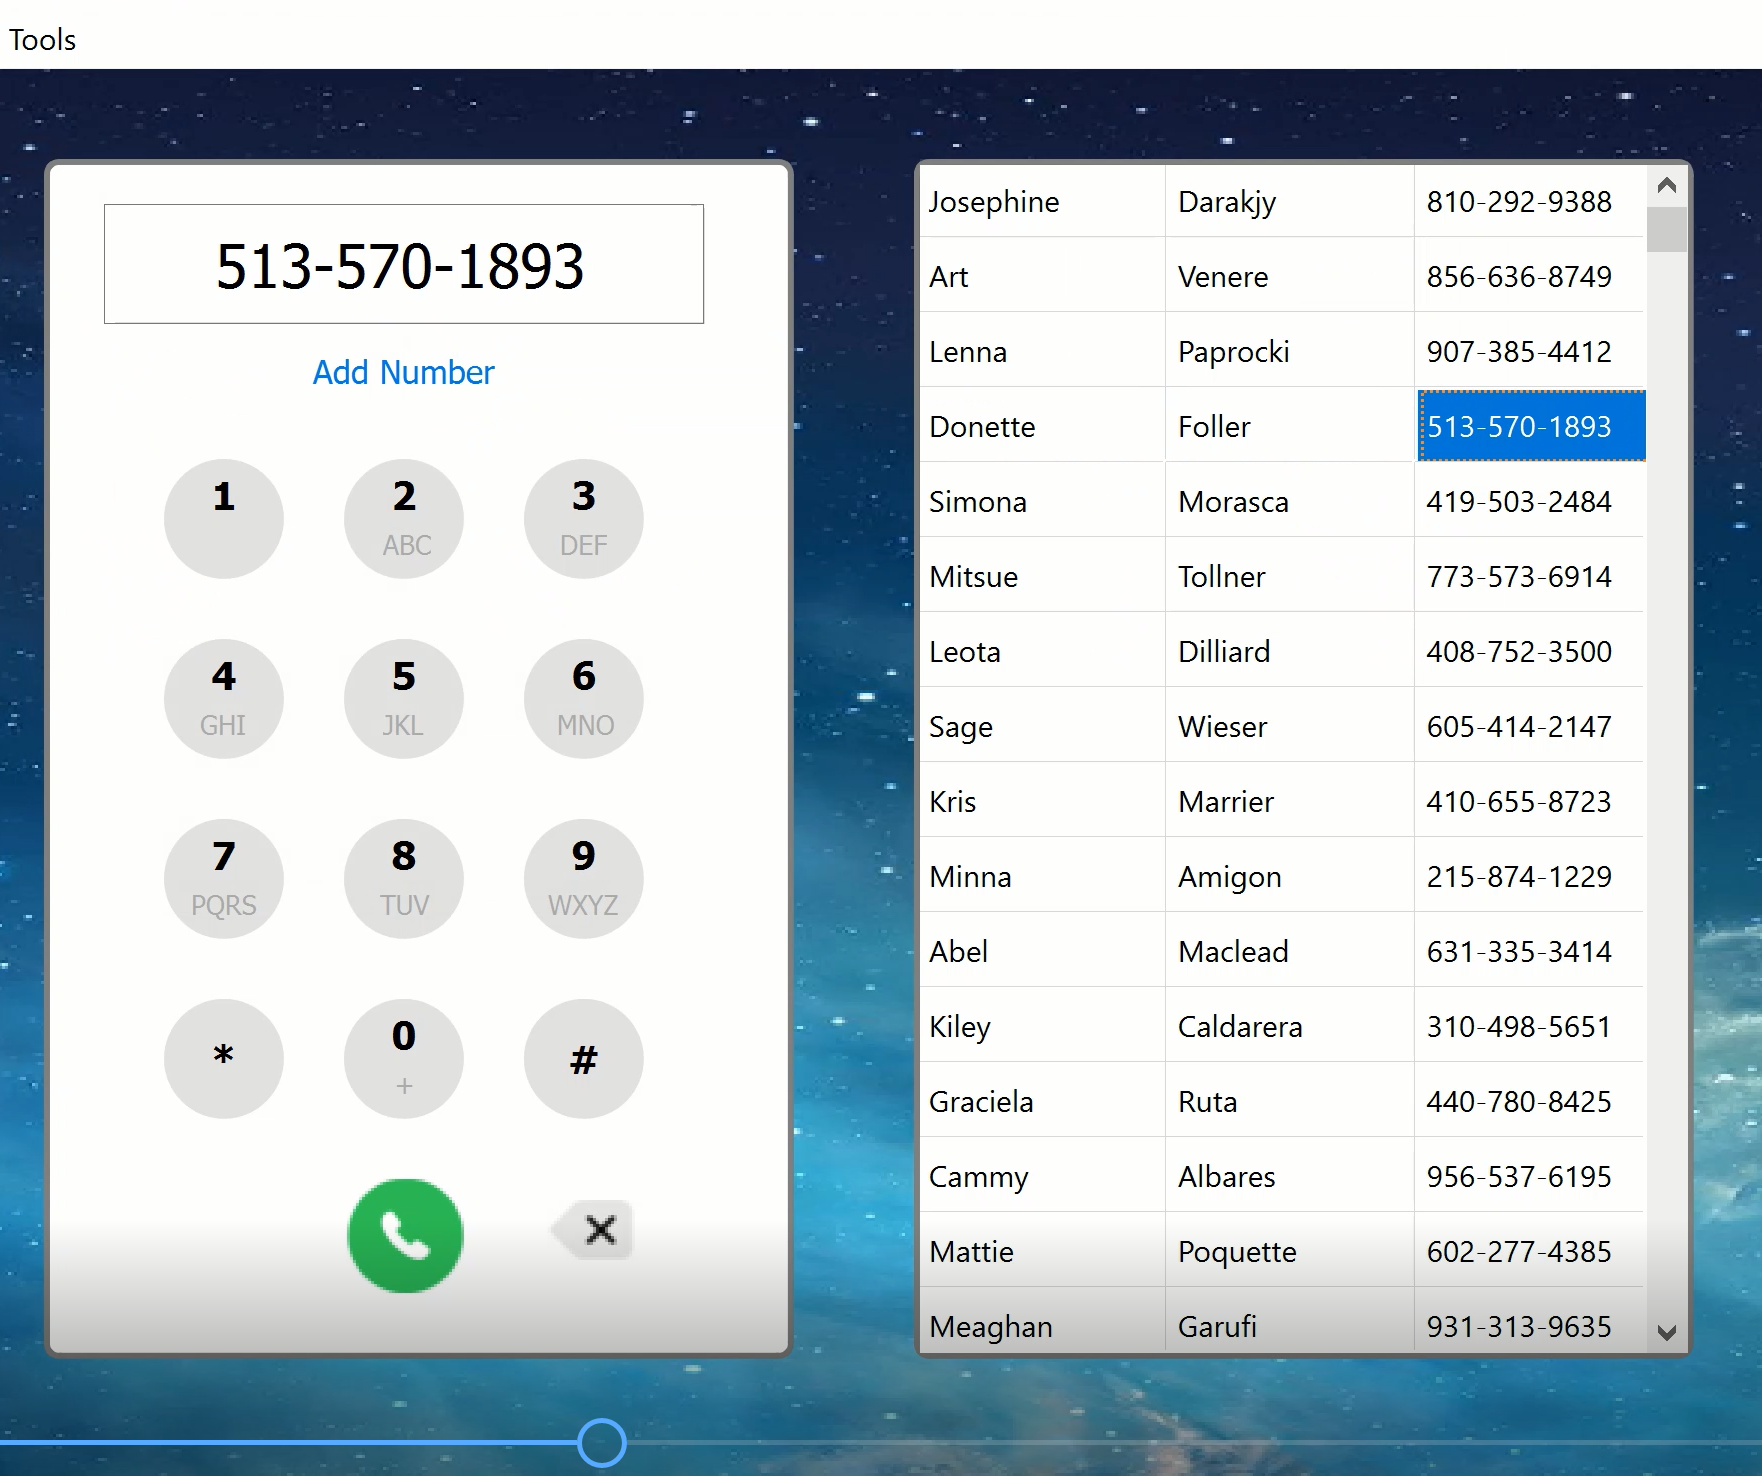 Tools
513-570-1893
Add Number
1
2
ABC
3
DEF
4
GHI
5
JKL
6
MNO
7
PQRS
8
TUV
9
WXYZ
*
0
+
#
Josephine Darakjy 810-292-9388
Art Venere 856-636-8749
Lenna Paprocki 907-385-4412
Donette Foller 513-570-1893
Simona Morasca 419-503-2484
Mitsue Tollner 773-573-6914
Leota Dilliard 408-752-3500
Sage Wieser 605-414-2147
Kris Marrier 410-655-8723
Minna Amigon 215-874-1229
Abel Maclead 631-335-3414
Kiley Caldarera 310-498-5651
Graciela Ruta 440-780-8425
Cammy Albares 956-537-6195
Mattie Poquette 602-277-4385
Meaghan Garufi 931-313-9635